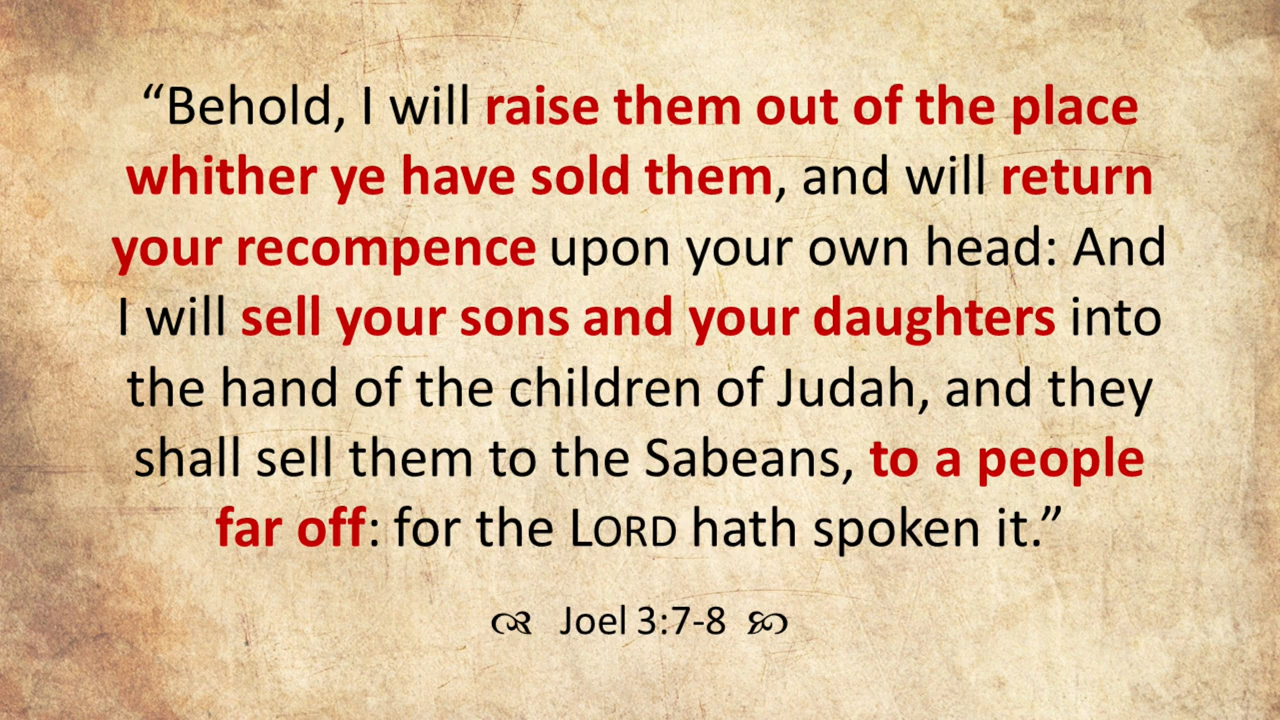 “Behold, I will raise them out of the place
whither ye have sold them, and will return
your recompence upon your own head: And
I will sell your sons and your daughters into
the hand of the children of Judah, and they
shall sell them to the Sabeans, to a people
far off: for the LORD hath spoken it.”
Joel 3:7-8